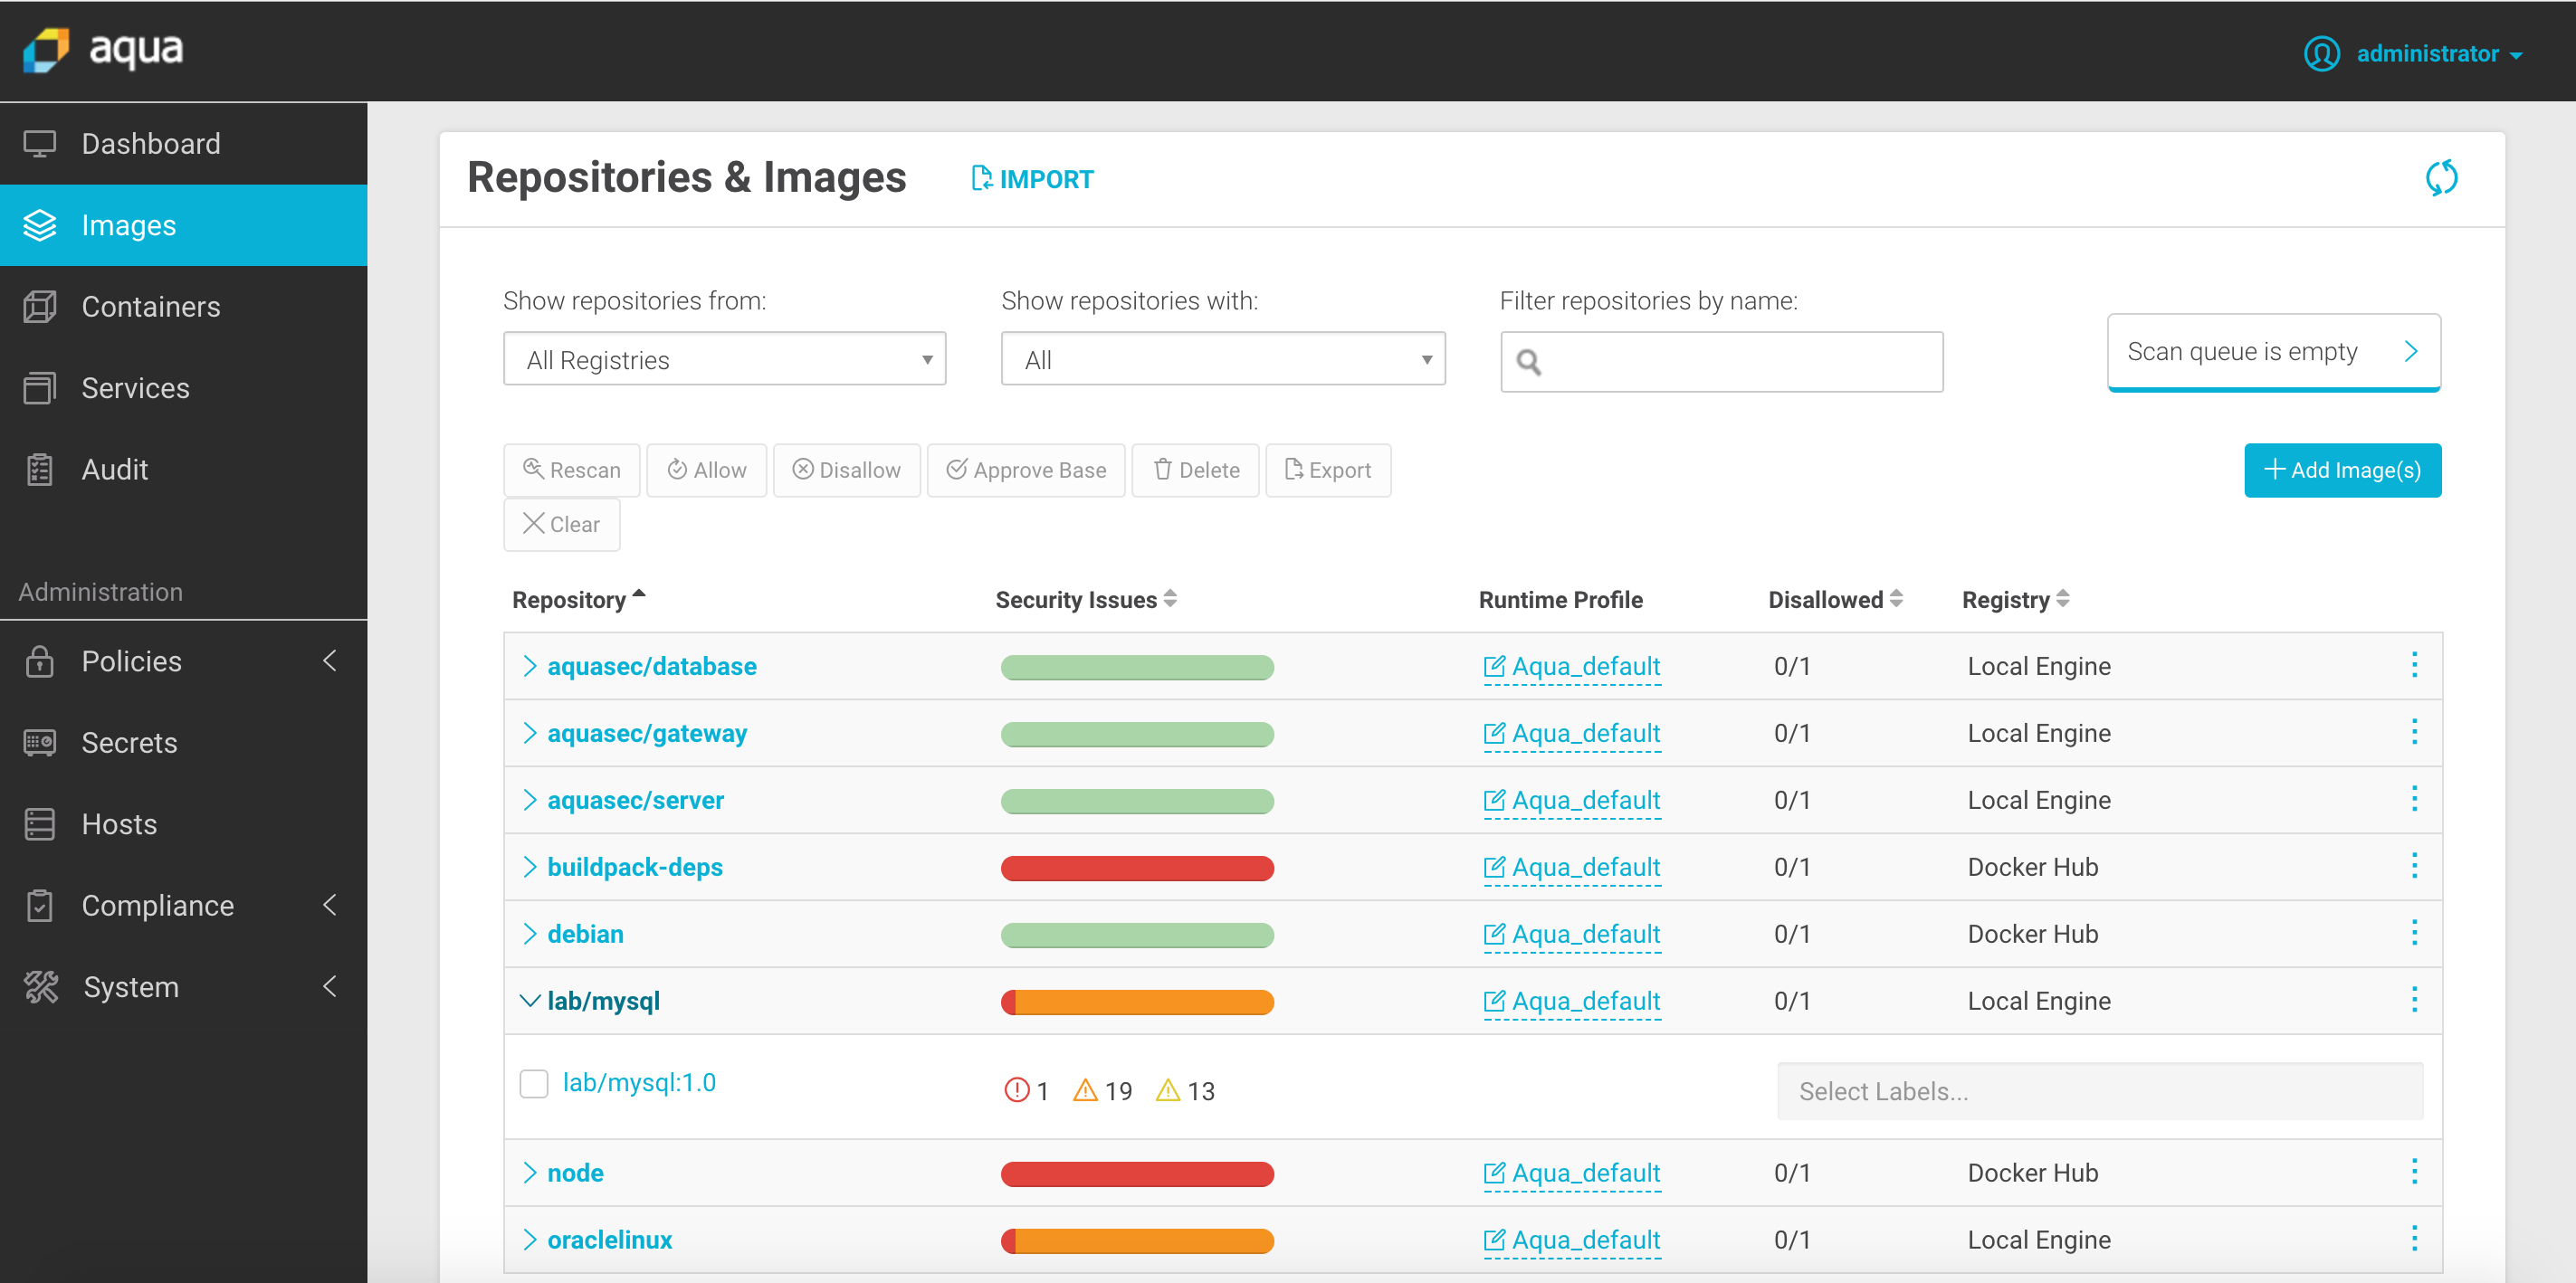 aqua
administrator
Dashboard
Images
Containers
Services
Audit
Administration
Policies
Secrets
Hosts
Compliance
System
Repositories & Images IMPORT
Show repositories from: Show repositories with: Filter repositories by name:
All Registries All Scan queue is empty
Rescan Allow Disallow Approve Base Delete Export Add Image(s)
Clear
Repository Security Issues Runtime Profile Disallowed Registry
aquasec/database Aqua_default 0/1 Local Engine
aquasec/gateway Aqua_default 0/1 Local Engine
aquasec/server Aqua_default 0/1 Local Engine
buildpack-deps Aqua_default 0/1 Docker Hub
debian Aqua_default 0/1 Docker Hub
lab/mysql Aqua_default 0/1 Local Engine
lab/mysql:1.0 1 19 13 Select Labels...
node Aqua_default 0/1 Docker Hub
oraclelinux Aqua_default 0/1 Local Engine